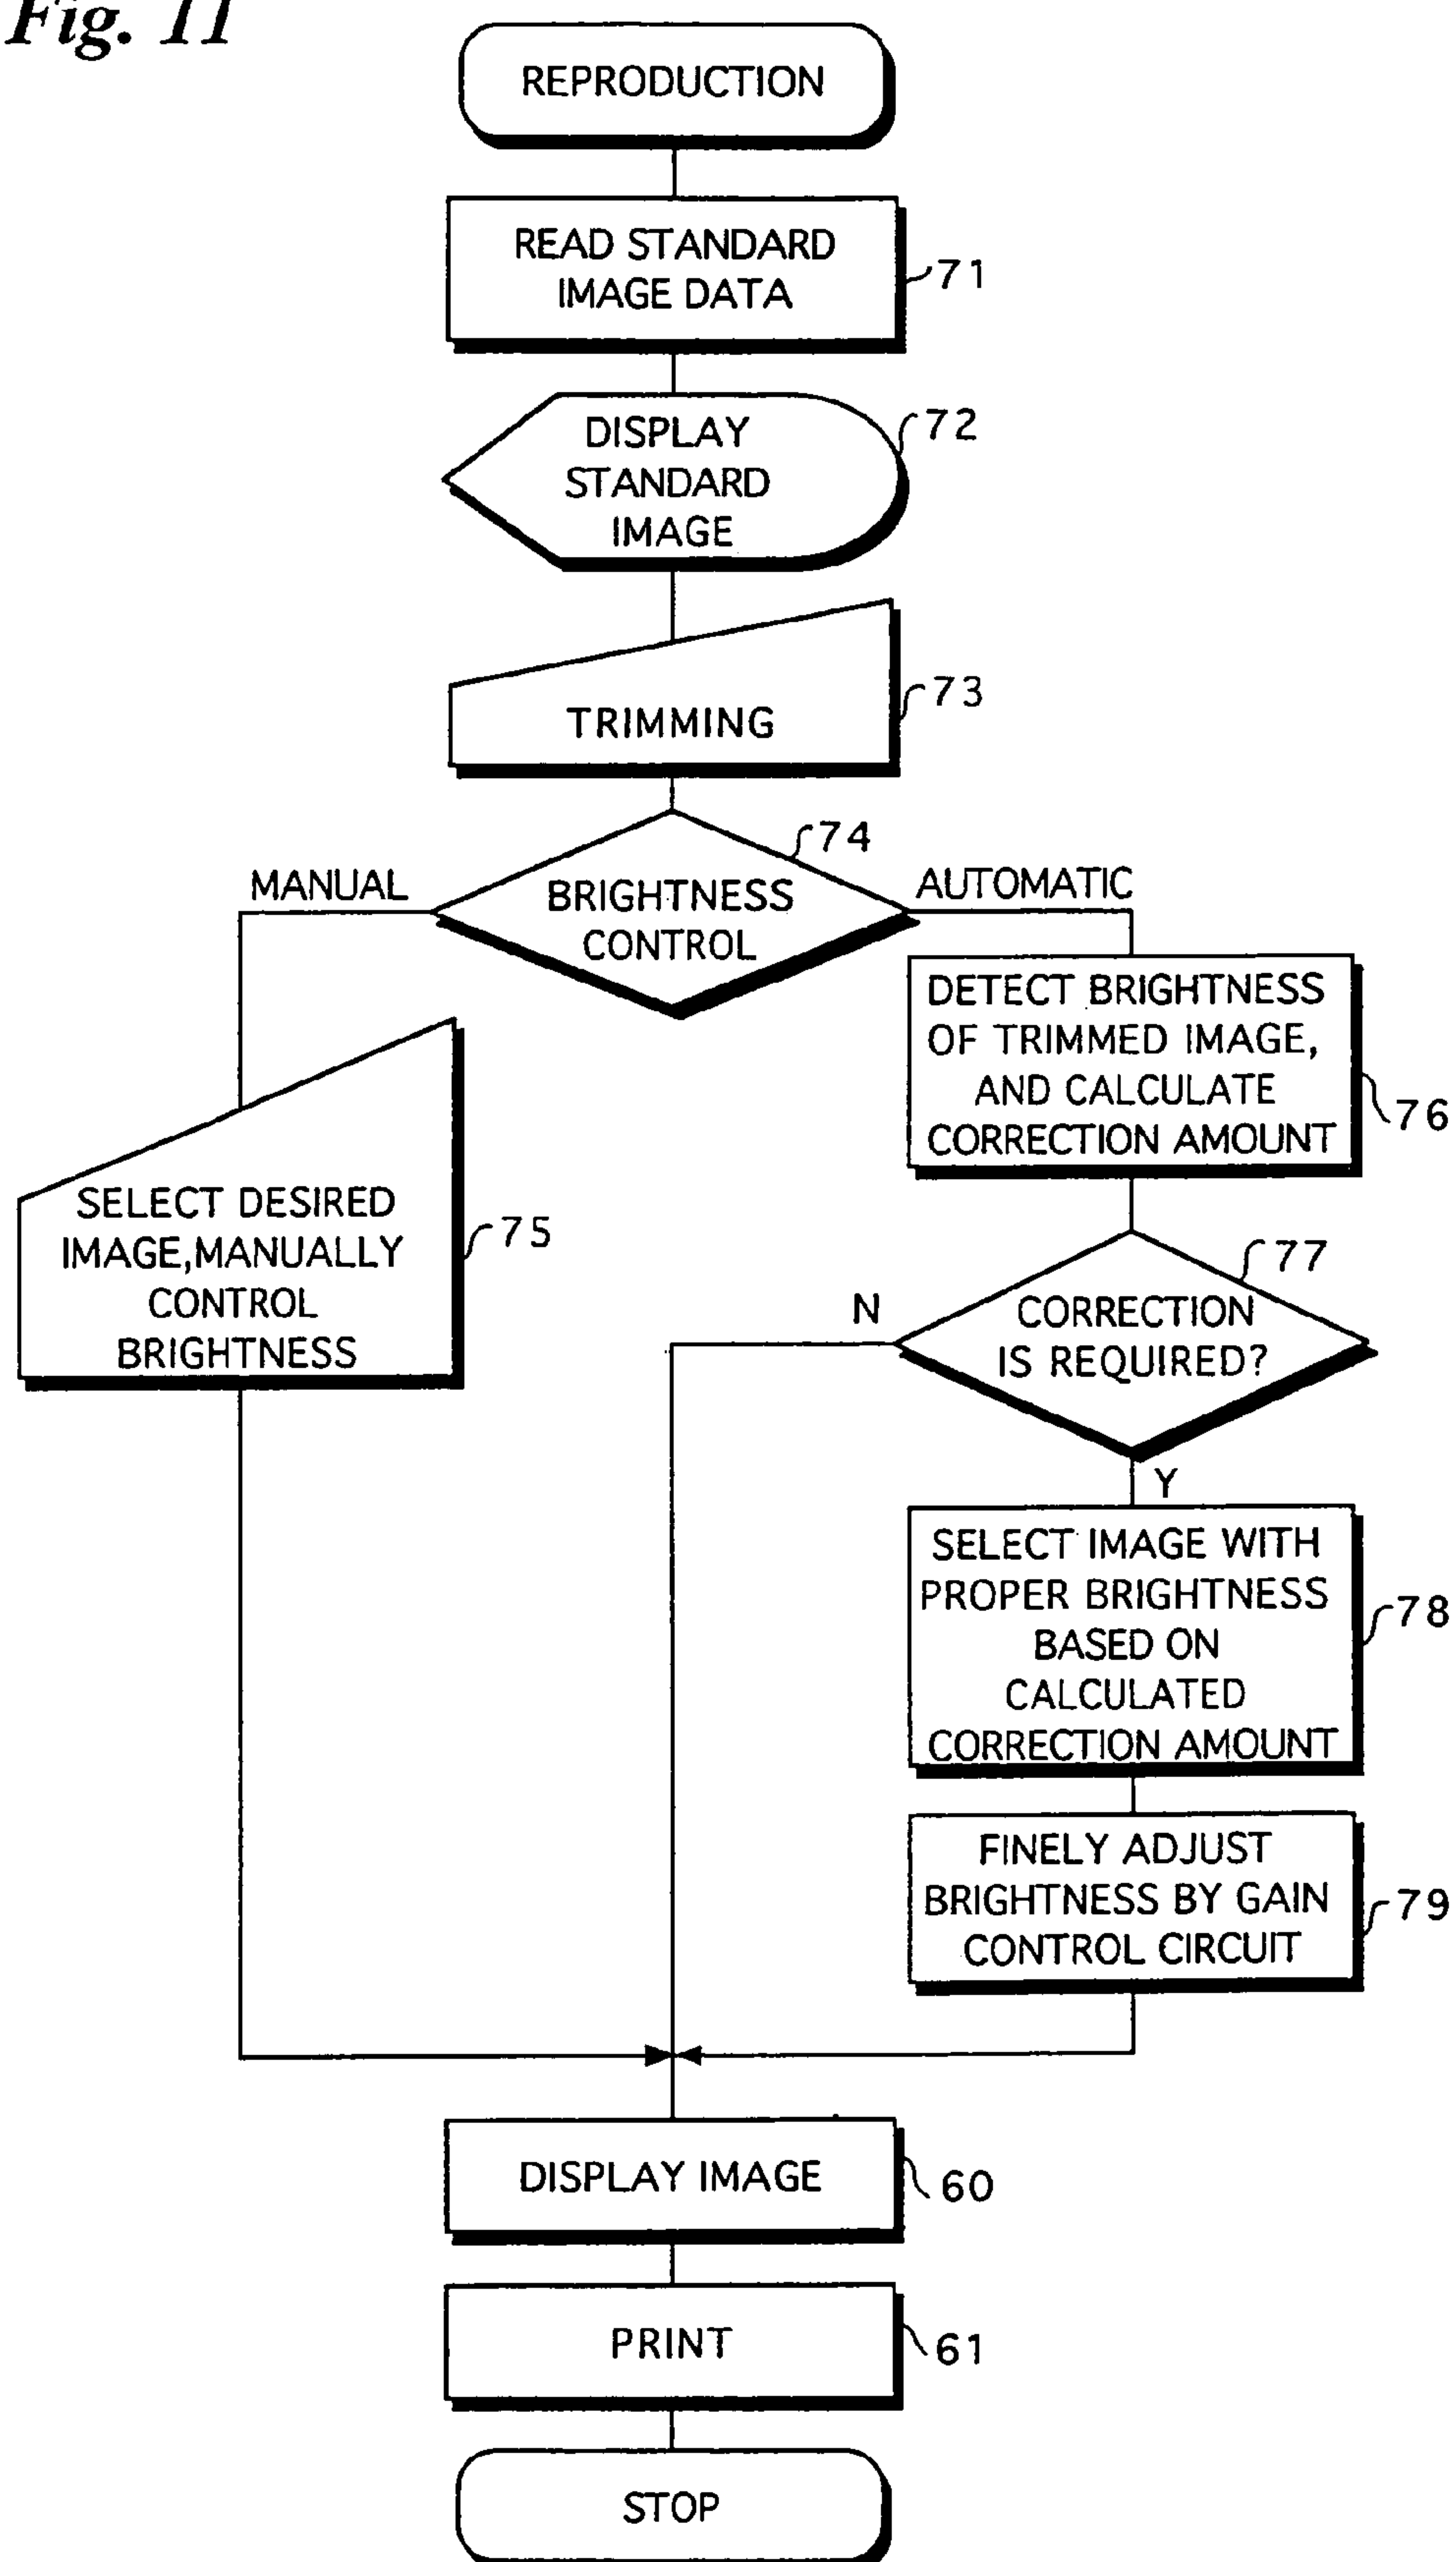 Fig. 11
REPRODUCTION
READ STANDARD
IMAGE DATA
71
DISPLAY
STANDARD
IMAGE
72
TRIMMING
73
74
MANUAL
BRIGHTNESS
CONTROL
AUTOMATIC
DETECT BRIGHTNESS
OF TRIMMED IMAGE,
AND CALCULATE
CORRECTION AMOUNT
76
SELECT DESIRED
IMAGE,MANUALLY
CONTROL
BRIGHTNESS
75
77
N
CORRECTION
IS REQUIRED?
Y
SELECT IMAGE WITH
PROPER BRIGHTNESS
BASED ON
CALCULATED
CORRECTION AMOUNT
78
FINELY ADJUST
BRIGHTNESS BY GAIN
CONTROL CIRCUIT
79
DISPLAY IMAGE
60
PRINT
61
STOP